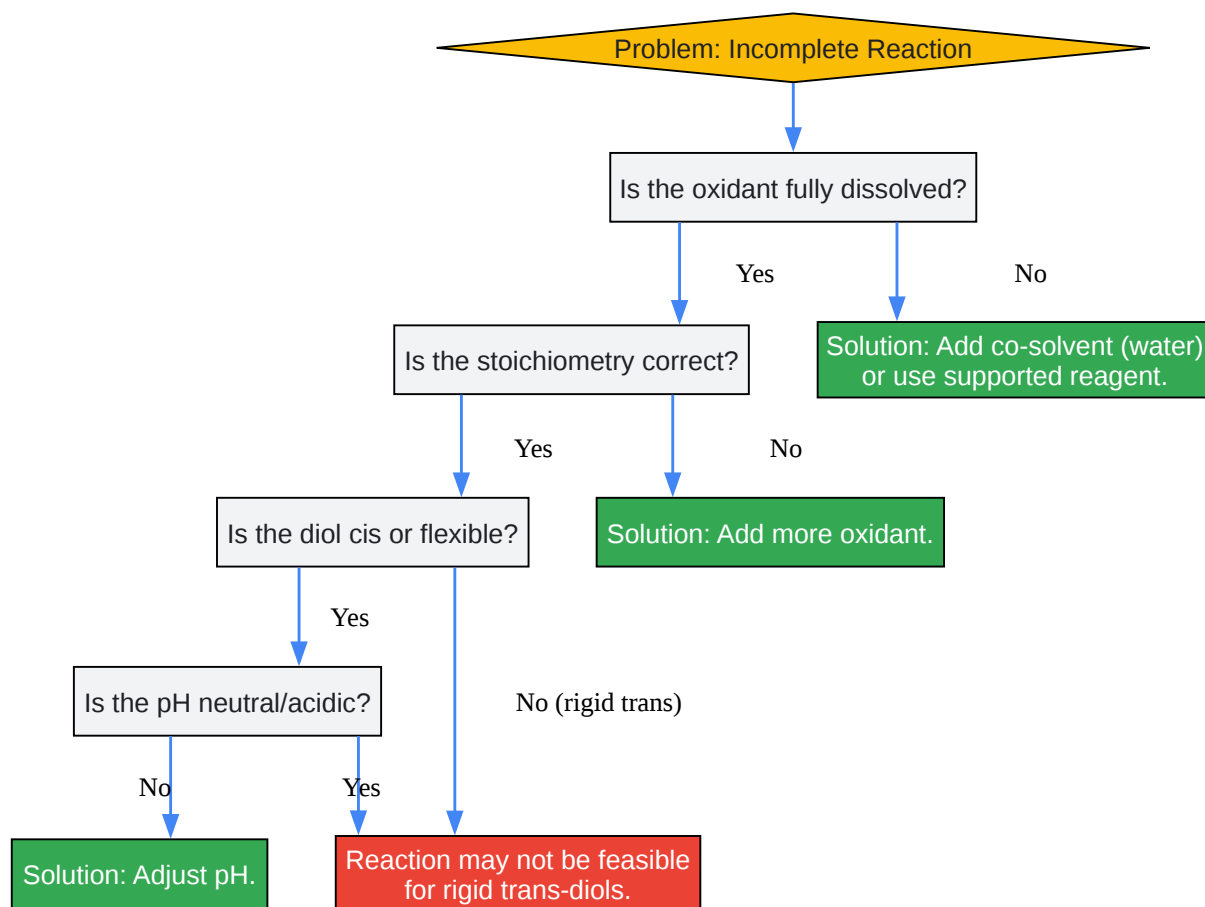 Problem: Incomplete Reaction
Is the oxidant fully dissolved?
Yes
No
Is the stoichiometry correct?
Solution: Add co-solvent (water)
or use supported reagent.
Yes
No
Is the diol cis or flexible?
Solution: Add more oxidant.
Yes
Is the pH neutral/acidic?
No (rigid trans)
No
Yes
Solution: Adjust pH.
Reaction may not be feasible
for rigid trans-diols.